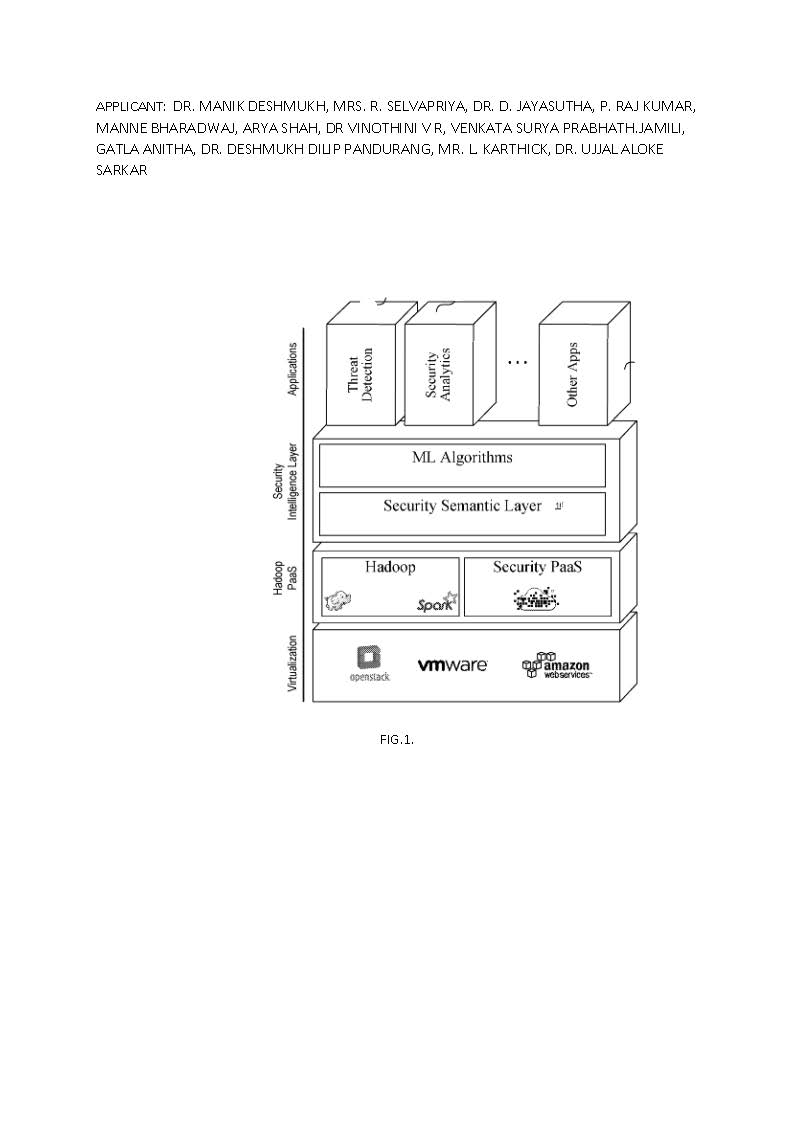 APPLICANT: DR. MANIK DESHMUKH, MRS. R. SELVAPRIYA, DR. D. JAYASUTHA, P. RAJ KUMAR,
MANNE BHARADWAJ, ARYA SHAH, DR VINOTHINI V R, VENKATA SURYA PRABHATH.JAMILI,
GATLA ANITHA, DR. DESHMUKH DILIP PANDURANG, MR. L. KARTHICK, DR. UJJAL ALOKE
SARKAR
Applications
Threat
Detection
Security
Analytics
...
Other Apps
Security
Intelligence Layer
ML Algorithms
Security Semantic Layer
Hadoop
PaaS
Hadoop
Spark
Security PaaS
Virtualization
openstack
vmware
amazon
webservices™
FIG.1.